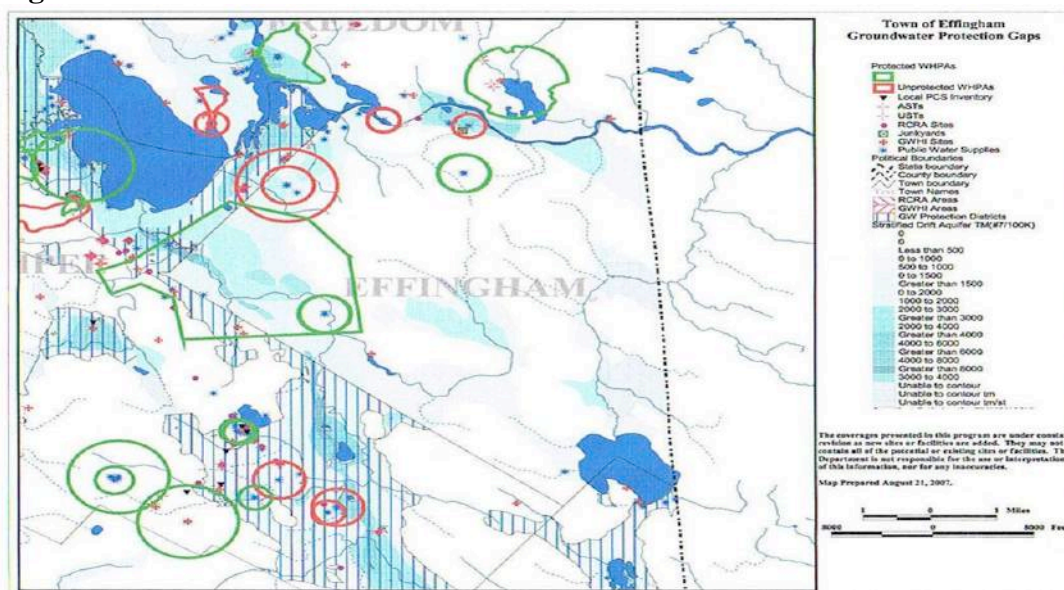 FREEDOM
EFFINGHAM
Town of Effingham
Groundwater Protection Gaps
Protected WHPAs
Unprotected WHPAs
Local PCS Inventory
ASTs
USTs
RCRA Sites
Junkyards
GWHI Sites
Public Water Supplies
Political Boundaries
State boundary
County boundary
Town boundary
Town Names
RCRA Areas
GWHI Areas
GW Protection Districts
Stratified Drift Aquifer TM(#7/100K)
0
0
Less than 500
0 to 1000
500 to 1000
0 to 1500
Greater than 1500
0 to 2000
1000 to 2000
2000 to 3000
Greater than 3000
2000 to 4000
Greater than 4000
4000 to 6000
Greater than 6000
4000 to 8000
Greater than 8000
3000 to 4000
Unable to contour
Unable to contour tm
Unable to contour tm/st
The coverages presented in this program are under
revision as new sites or facilities are added. They may not
contain all of the potential or existing sites or facilities.
Department is not responsible for the use or interpretation
of this information, nor for any inaccuracies.
Map Prepared August 21, 2007.
1 0 1 Miles
0 5000